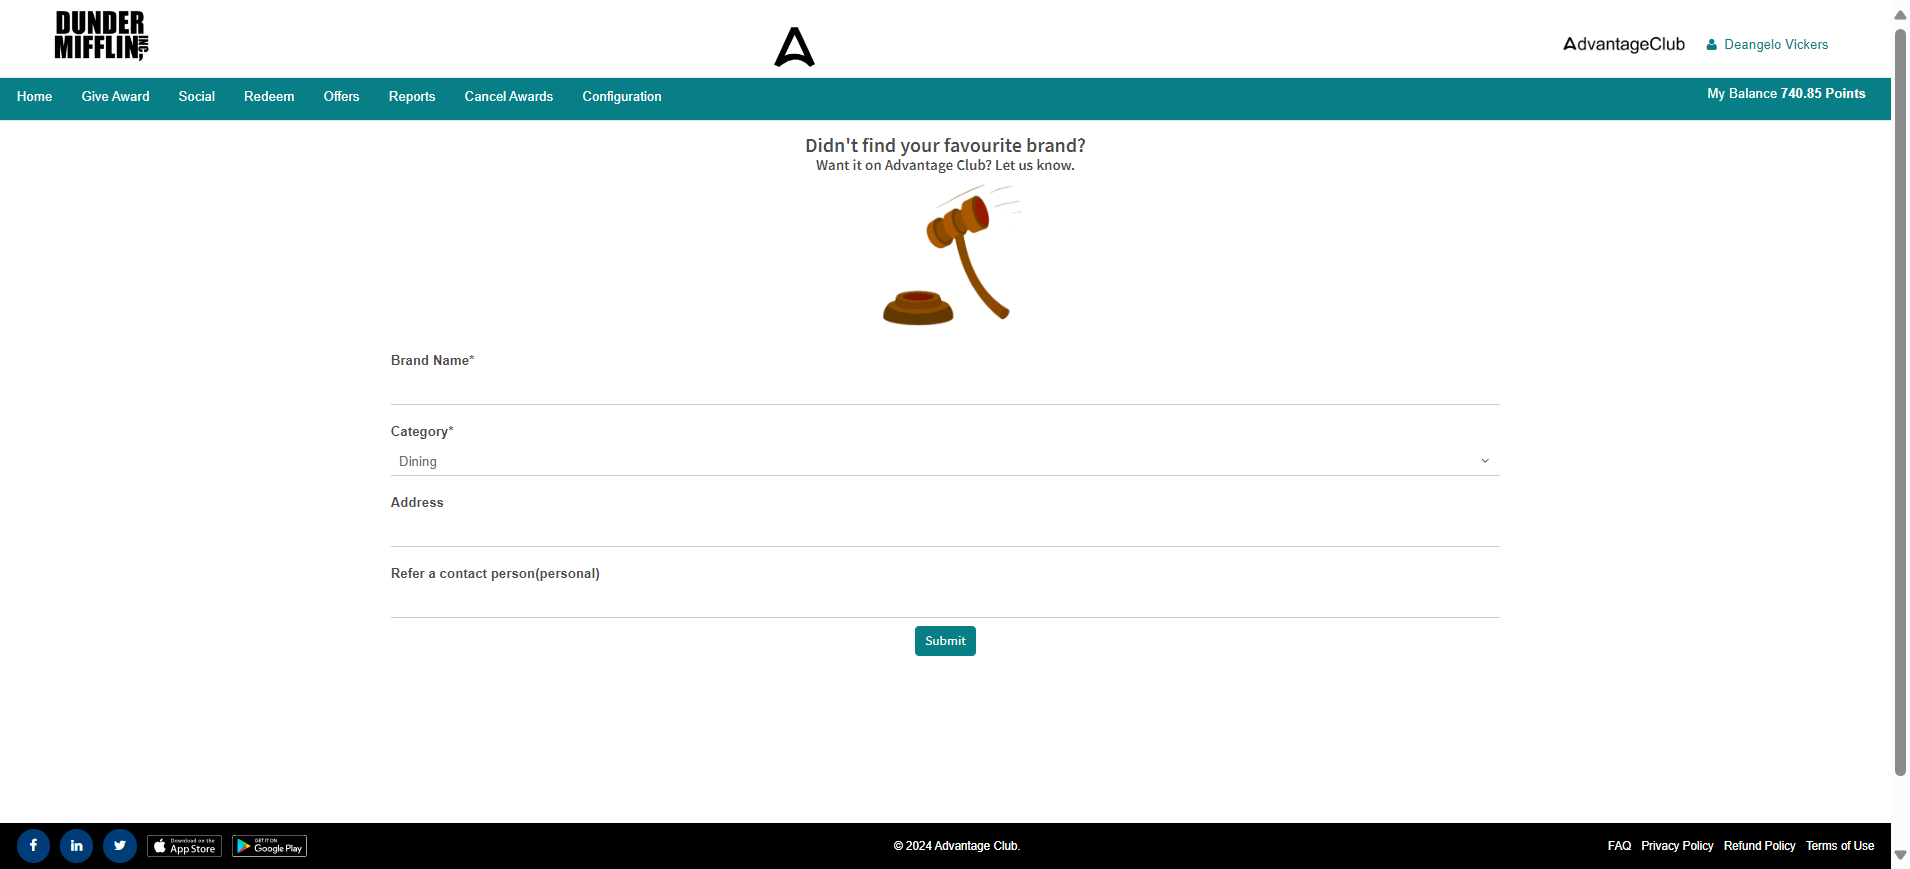 DUNDER
MIFFLIN INC,
AdvantageClub
Deangelo Vickers
Home
Give Award
Social
Redeem
Offers
Reports
Cancel Awards
Configuration
My Balance 740.85 Points
Didn't find your favourite brand?
Want it on Advantage Club? Let us know.
Brand Name*
Category*
Dining
Address
Refer a contact person(personal)
Submit
Download on the
App Store
GET IT ON
Google Play
© 2024 Advantage Club.
FAQ
Privacy Policy
Refund Policy
Terms of Use